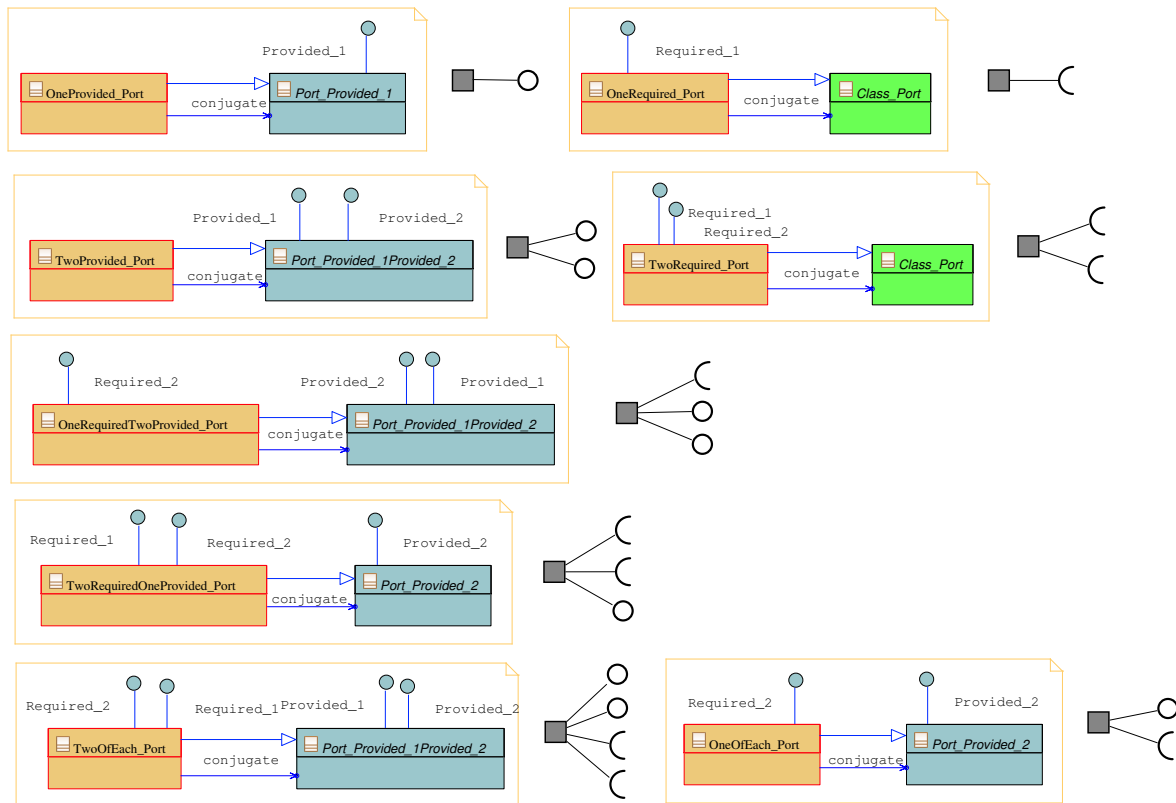 Provided_1
OneProvided_Port
Port_Provided_1
conjugate
Required_1
OneRequired_Port
Class_Port
conjugate
Provided_1
Provided_2
TwoProvided_Port
Port_Provided_1Provided_2
conjugate
Required_1
Required_2
TwoRequired_Port
Class_Port
conjugate
Required_2
Provided_2
Provided_1
OneRequiredTwoProvided_Port
Port_Provided_1Provided_2
conjugate
Required_1
Required_2
Provided_2
TwoRequiredOneProvided_Port
Port_Provided_2
conjugate
Required_2
Required_1
Provided_1
Provided_2
TwoOfEach_Port
Port_Provided_1Provided_2
conjugate
Required_2
Provided_2
OneOfEach_Port
Port_Provided_2
conjugate